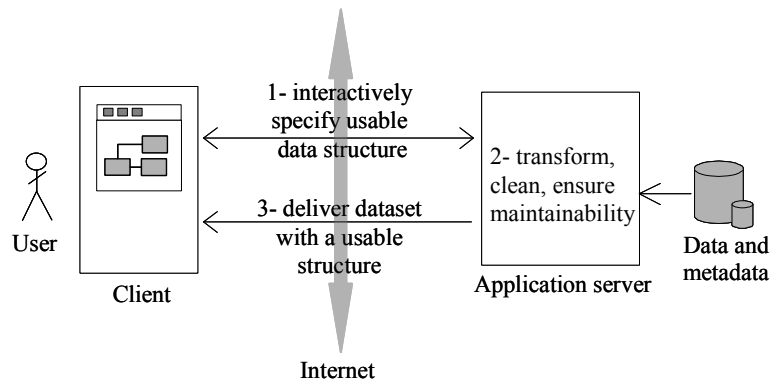 1- interactively
specify usable
data structure
2- transform,
clean, ensure
maintainability
3- deliver dataset
with a usable
structure
User
Client
Application server
Data and
metadata
Internet